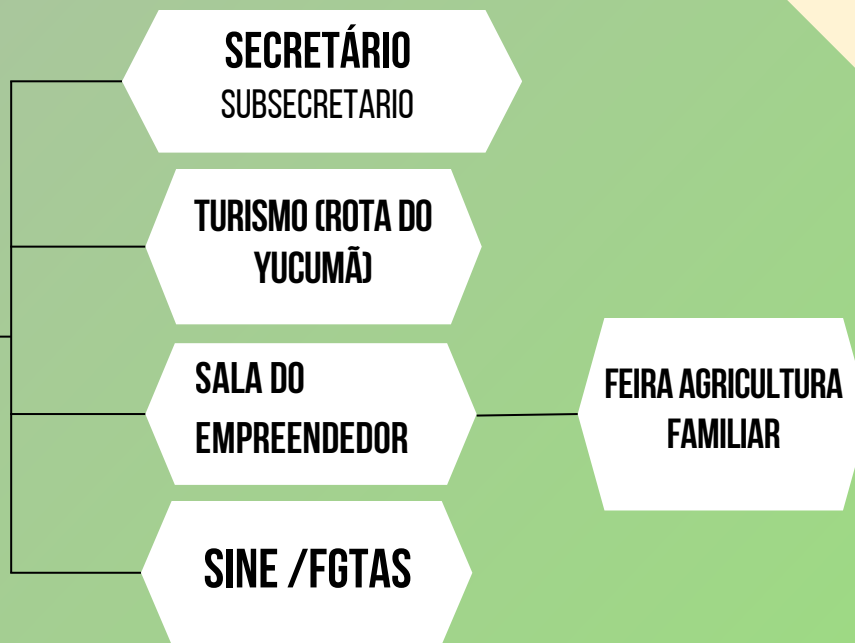 SECRETÁRIO
SUBSECRETARIO
TURISMO (ROTA DO
YUCUMÃ)
SALA DO
EMPREENDEDOR
FEIRA AGRICULTURA
FAMILIAR
SINE /FGTAS